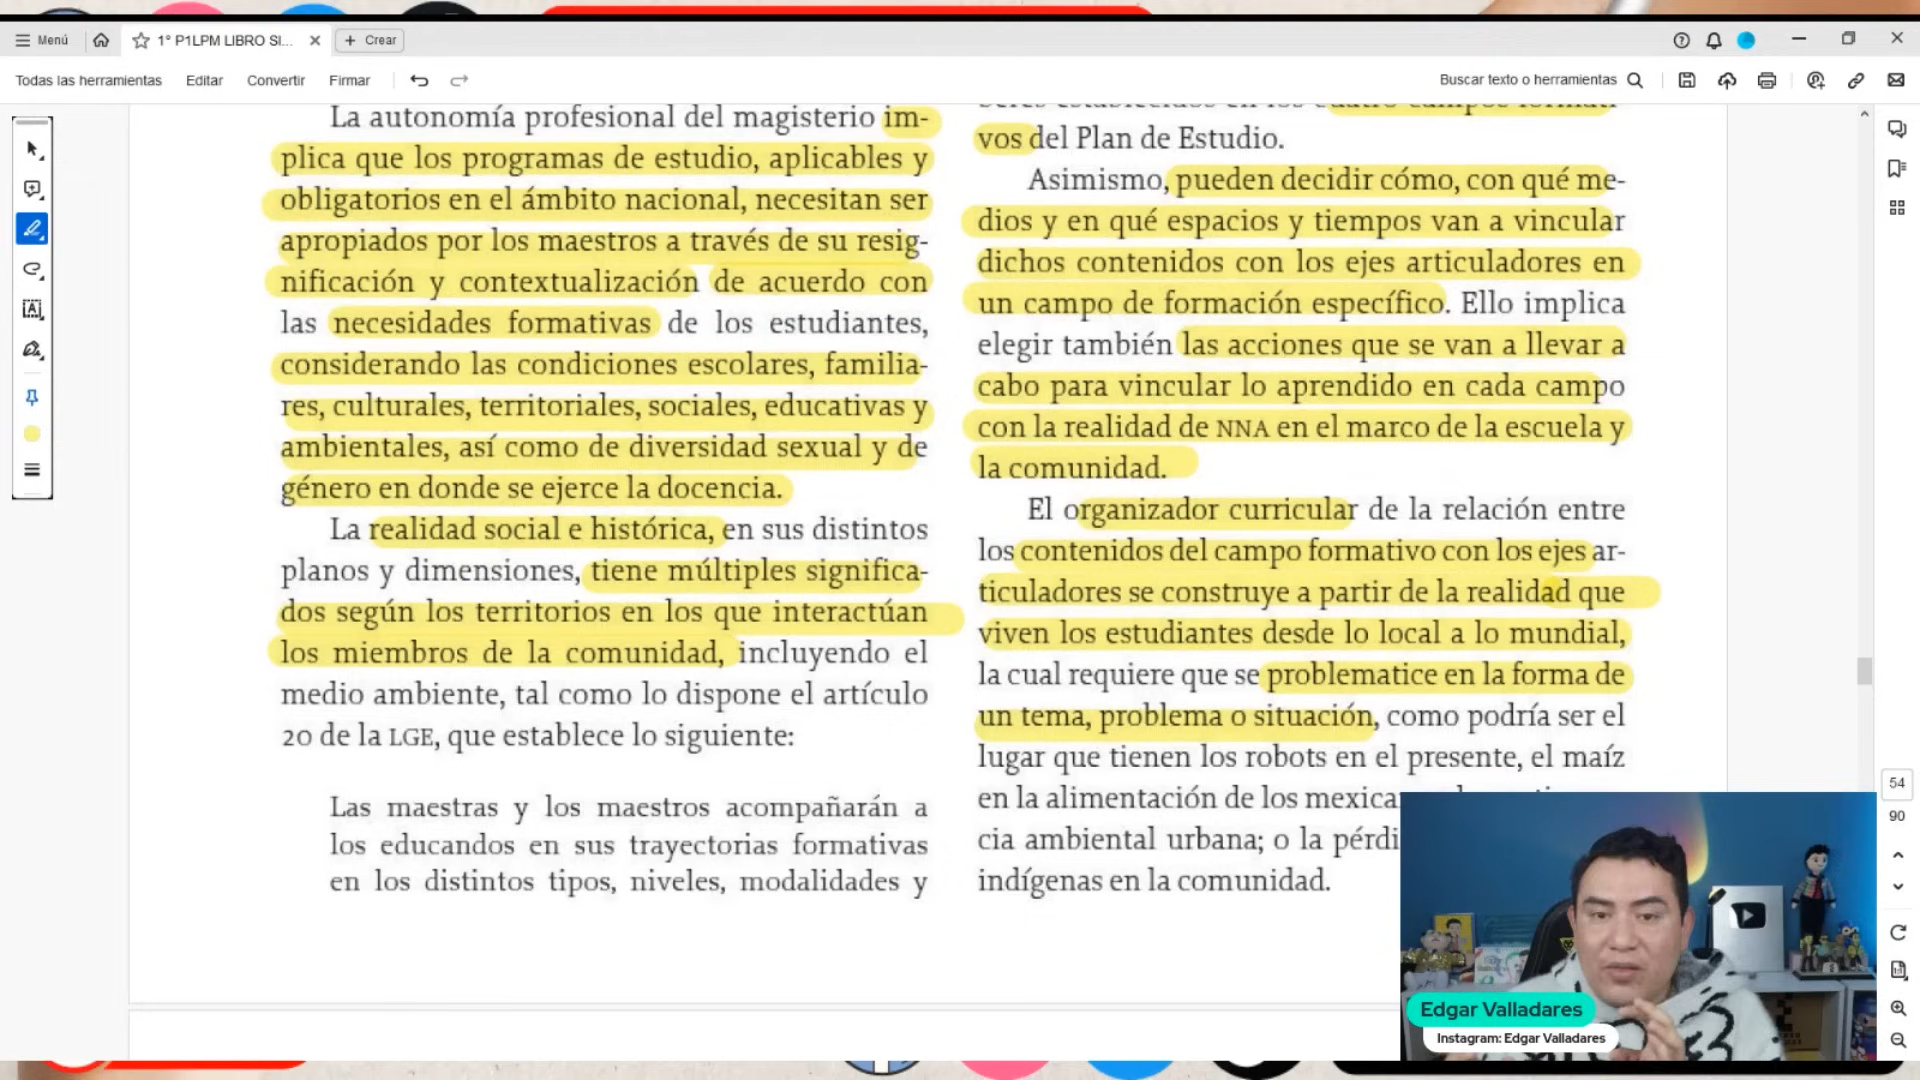 Menú
1° P1LPM LIBRO SI...
Crear
Todas las herramientas
Editar
Convertir
Firmar
Buscar texto o herramientas
La autonomía profesional del magisterio im-
plica que los programas de estudio, aplicables y
obligatorios en el ámbito nacional, necesitan ser
apropiados por los maestros a través de su resig-
nificación y contextualización de acuerdo con
las necesidades formativas de los estudiantes,
considerando las condiciones escolares, familia-
res, culturales, territoriales, sociales, educativas y
ambientales, así como de diversidad sexual y de
género en donde se ejerce la docencia.
La realidad social e histórica, en sus distintos
planos y dimensiones, tiene múltiples significa-
dos según los territorios en los que interactúan
los miembros de la comunidad, incluyendo el
medio ambiente, tal como lo dispone el artículo
20 de la LGE, que establece lo siguiente:
Las maestras y los maestros acompañarán a
los educandos en sus trayectorias formativas
en los distintos tipos, niveles, modalidades y
vos del Plan de Estudio.
Asimismo, pueden decidir cómo, con qué me-
dios y en qué espacios y tiempos van a vincular
dichos contenidos con los ejes articuladores en
un campo de formación específico. Ello implica
elegir también las acciones que se van a llevar a
cabo para vincular lo aprendido en cada campo
con la realidad de NNA en el marco de la escuela y
la comunidad.
El organizador curricular de la relación entre
los contenidos del campo formativo con los ejes ar-
ticuladores se construye a partir de la realidad que
viven los estudiantes desde lo local a lo mundial,
la cual requiere que se problematice en la forma de
un tema, problema o situación, como podría ser el
lugar que tienen los robots en el presente, el maíz
en la alimentación de los
cia ambiental urbana; o la
indígenas en la comunidad.
54
90
Edgar Valladares
Instagram: Edgar Valladares